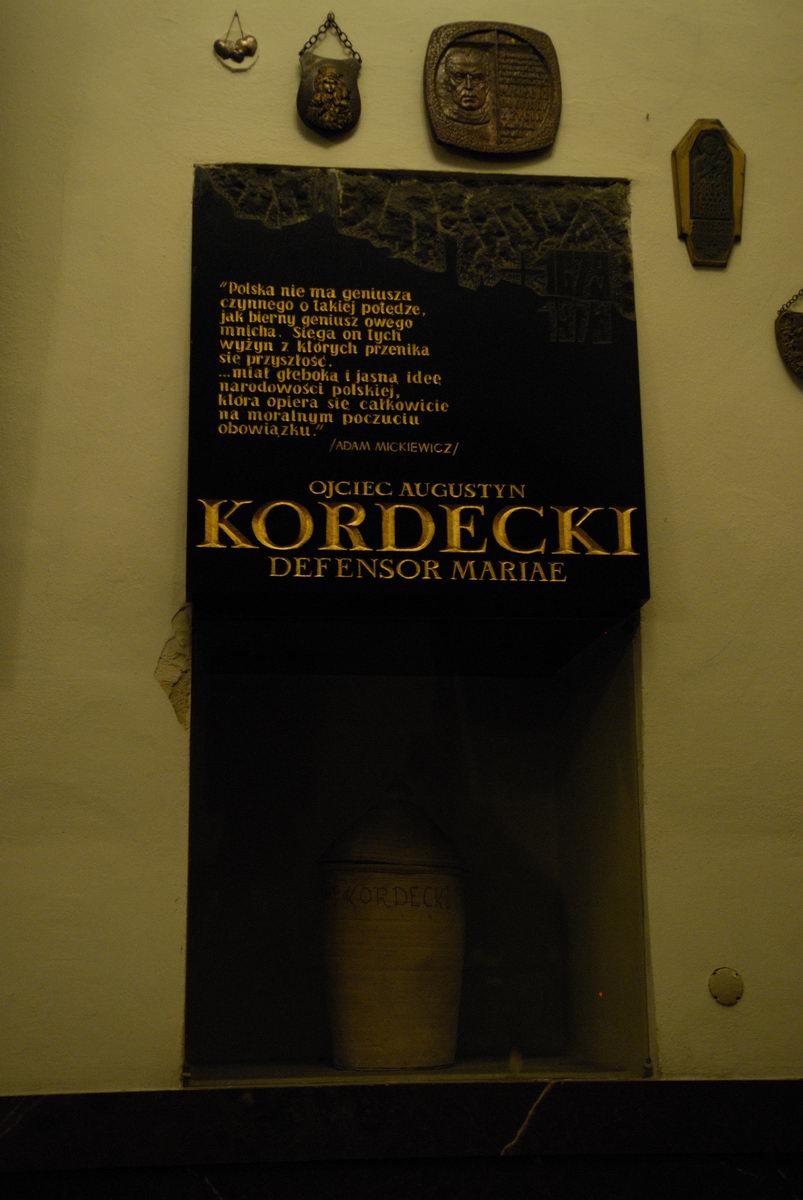 "Polska nie ma geniusza
czynnego o takiej potędze,
jak bierny geniusz owego
mnicha. Sięga on tych
wyżyn z których przenika
się przyszłość.
...miał głęboką i jasną ideę
narodowości polskiej,
którą opiera się całkowicie
na moralnym poczuciu
obowiązku."
/ADAM MICKIEWICZ/
OJCIEC AUGUSTYN
KORDECKI
DEFENSOR MARIAE
KORDECKI